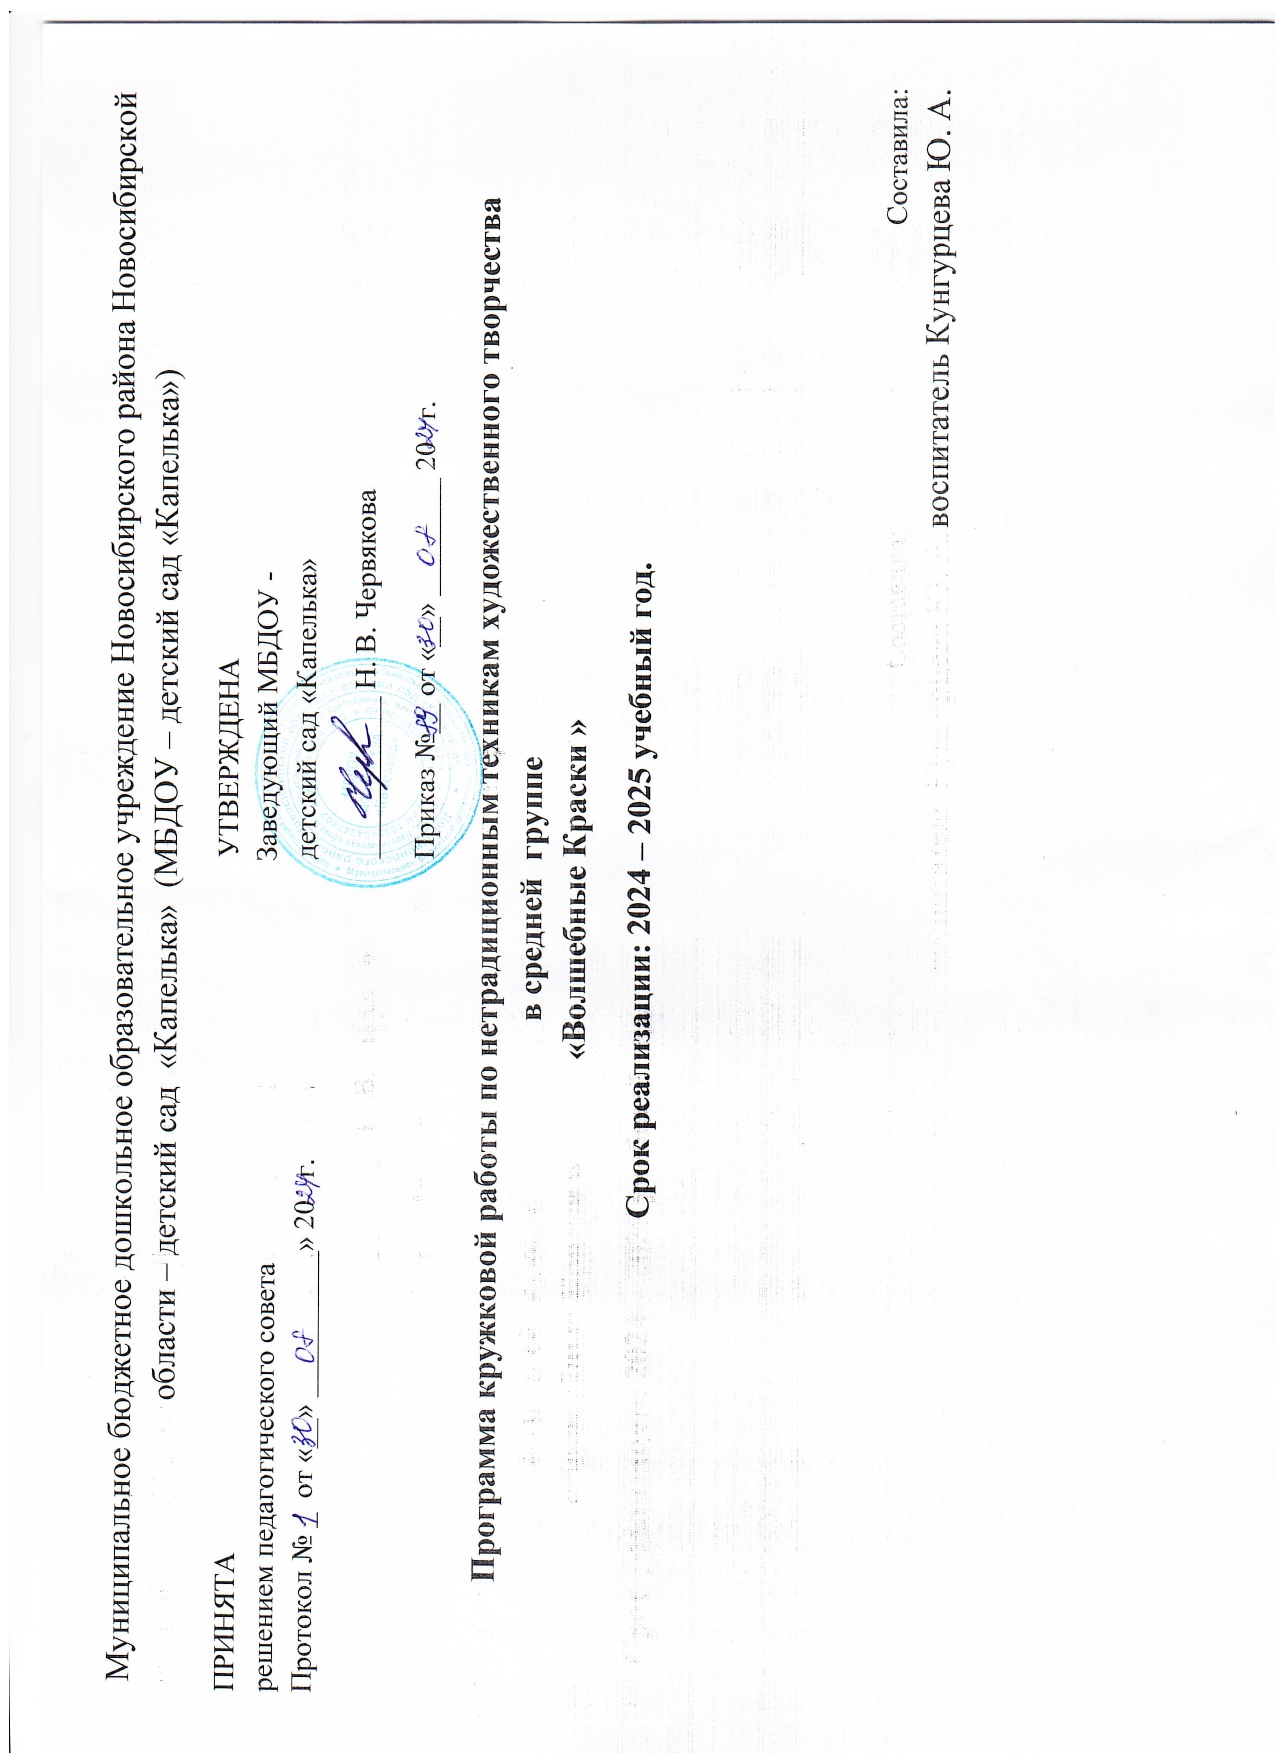 Муниципальное бюджетное дошкольное образовательное учреждение Новосибирского района Новосибирской
области – детский сад «Капелька» (МБДОУ – детский сад «Капелька»)
ПРИНЯТА
решением педагогического совета
Протокол № 1 от «30» 08 » 2024г.
УТВЕРЖДЕНА
Заведующий МБДОУ -
детский сад «Капелька»
Н. В. Червякова
Приказ № от «30» 08 2024г.
Программа кружковой работы по нетрадиционным техникам художественного творчества
в средней группе
«Волшебные Краски »
Срок реализации: 2024 – 2025 учебный год.
Составила:
воспитатель Кунгурцева Ю. А.